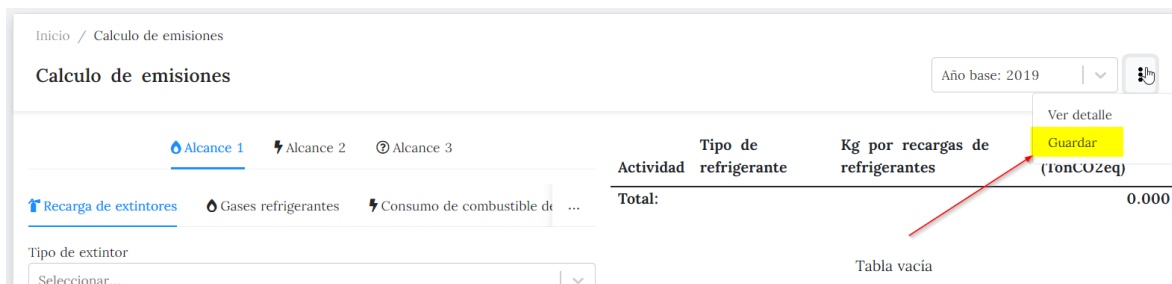 Inicio / Calculo de emisiones
Calculo de emisiones
Año base: 2019
Ver detalle
Guardar
Alcance 1
Alcance 2
Alcance 3
Recarga de extintores
Gases refrigerantes
Consumo de combustible de
...
Tipo de extintor
Seleccionar...
Actividad
Tipo de
refrigerante
Kg por recargas de
refrigerantes
(TonCO2eq)
Total:
0.000
Tabla vacía